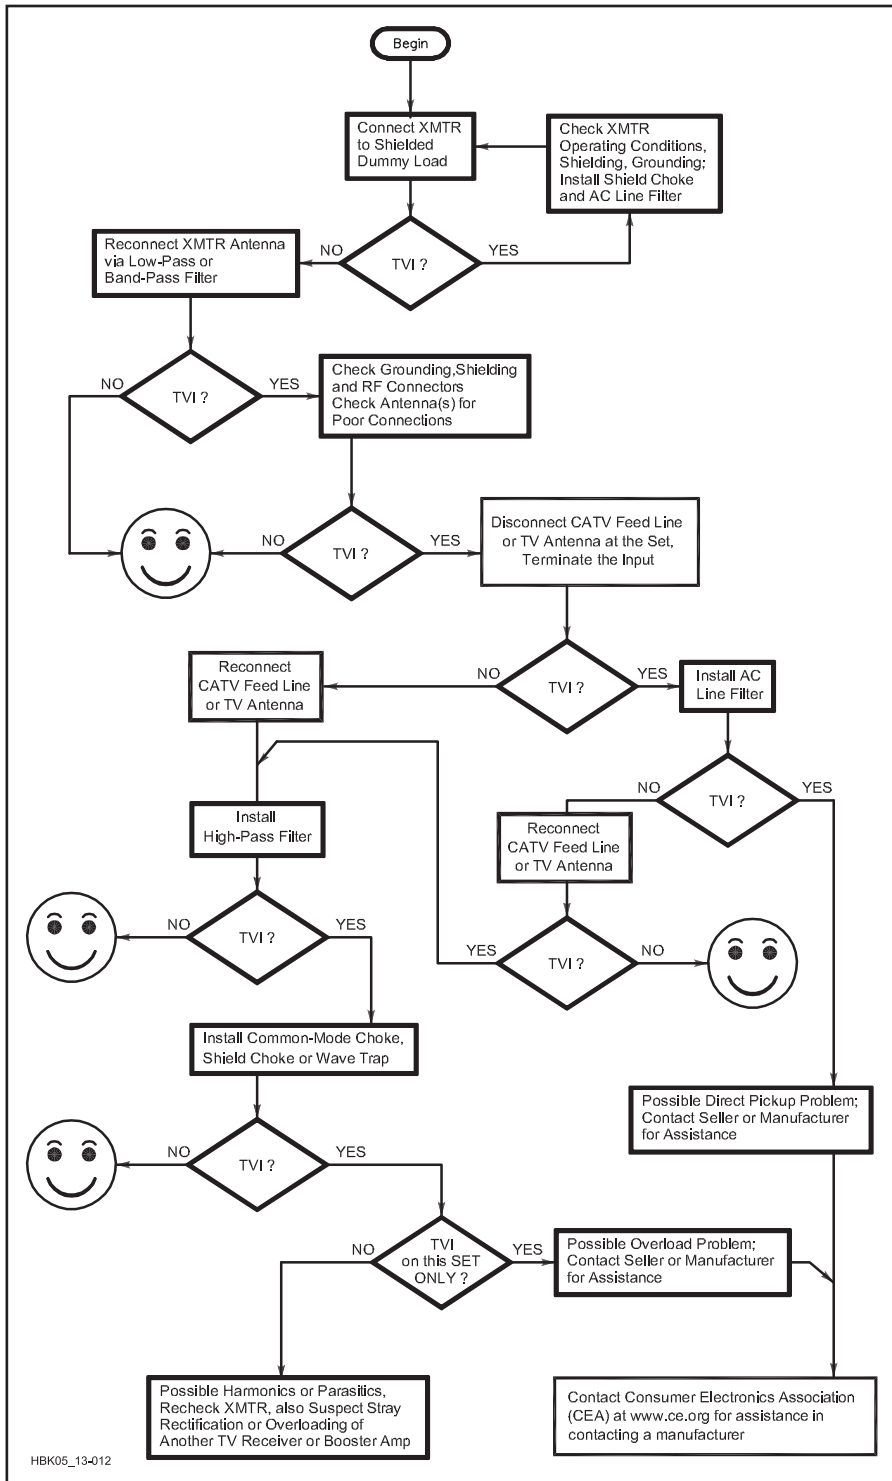 Begin
Connect XMTR
to Shielded
Dummy Load
Check XMTR
Operating Conditions,
Shielding, Grounding;
Install Shield Choke
and AC Line Filter
Reconnect XMTR Antenna
via Low-Pass or
Band-Pass Filter
NO
TVI ?
YES
NO
TVI ?
YES
Check Grounding,Shielding
and RF Connectors
Check Antenna(s) for
Poor Connections
NO
TVI ?
YES
Disconnect CATV Feed Line
or TV Antenna at the Set,
Terminate the Input
Reconnect
CATV Feed Line
or TV Antenna
NO
TVI ?
YES
Install AC
Line Filter
NO
TVI ?
YES
Install
High-Pass Filter
Reconnect
CATV Feed Line
or TV Antenna
NO
TVI ?
YES
YES
TVI ?
NO
Install Common-Mode Choke,
Shield Choke or Wave Trap
Possible Direct Pickup Problem;
Contact Seller or Manufacturer
for Assistance
NO
TVI ?
YES
NO
TVI
on this SET
ONLY ?
YES
Possible Overload Problem;
Contact Seller or Manufacturer
for Assistance
Possible Harmonics or Parasitics,
Recheck XMTR, also Suspect Stray
Rectification or Overloading of
Another TV Receiver or Booster Amp
Contact Consumer Electronics Association
(CEA) at www.ce.org for assistance in
contacting a manufacturer
HBK05_13-012